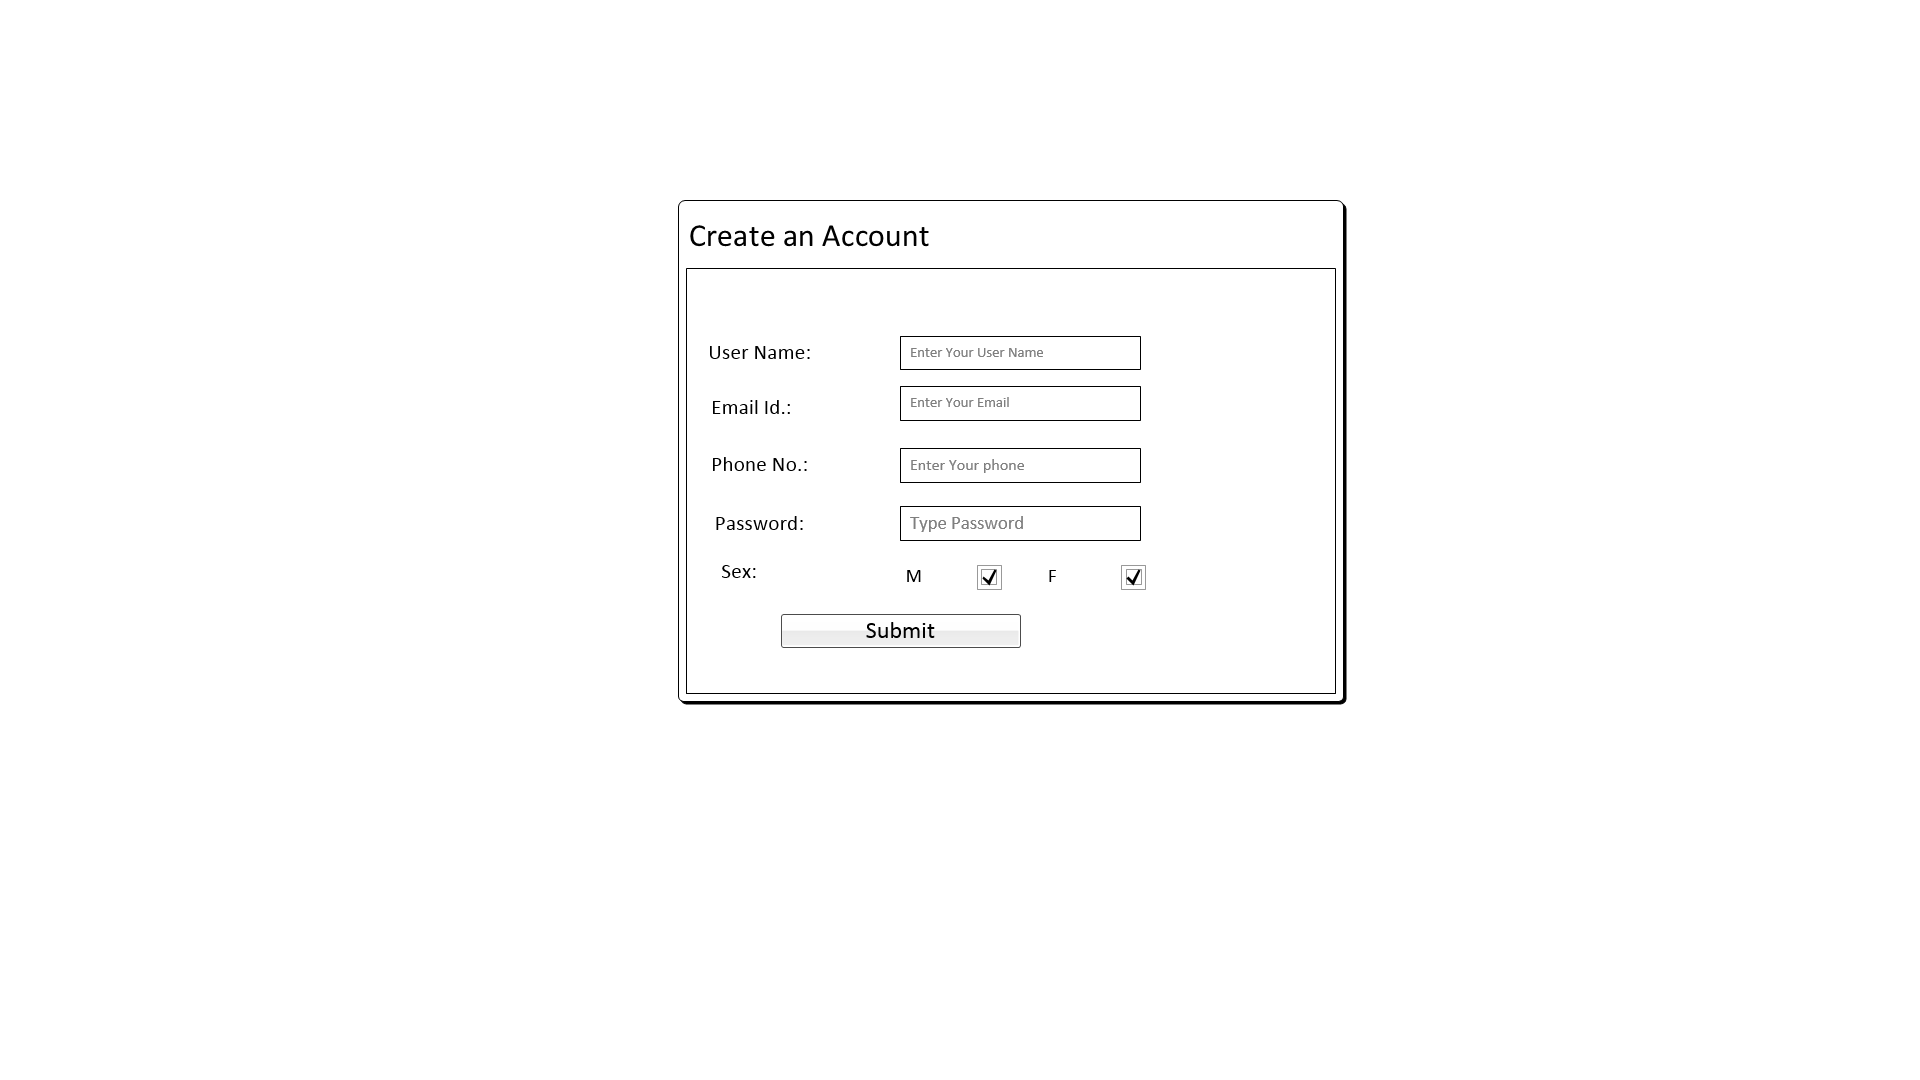 Create an Account
User Name: Enter Your User Name
Email Id.: Enter Your Email
Phone No.: Enter Your phone
Password: Type Password
Sex: M F
Submit